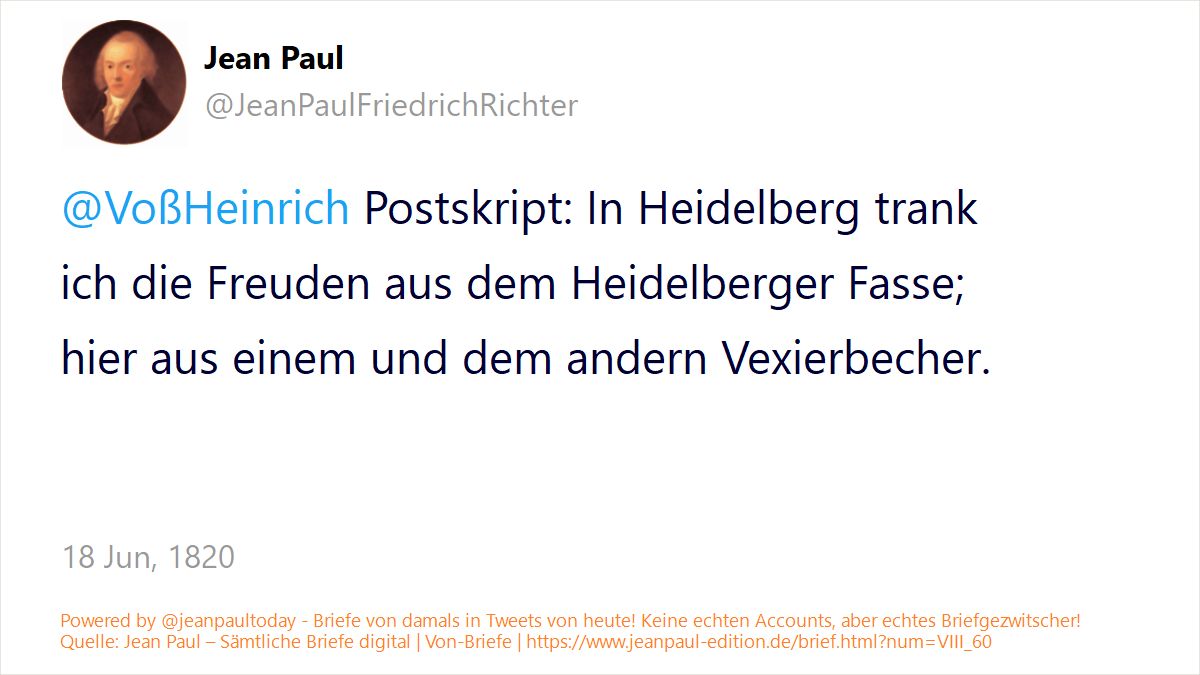 Jean Paul
@JeanPaulFriedrichRichter
@VoßHeinrich Postskript: In Heidelberg trank
ich die Freuden aus dem Heidelberger Fasse;
hier aus einem und dem andern Vexierbecher.
18 Jun, 1820
Powered by @jeanpaultoday - Briefe von damals in Tweets von heute! Keine echten Accounts, aber echtes Briefgezwitscher!
Quelle: Jean Paul – Sämtliche Briefe digital | Von-Briefe | https://www.jeanpaul-edition.de/brief.html?num=VIII_60